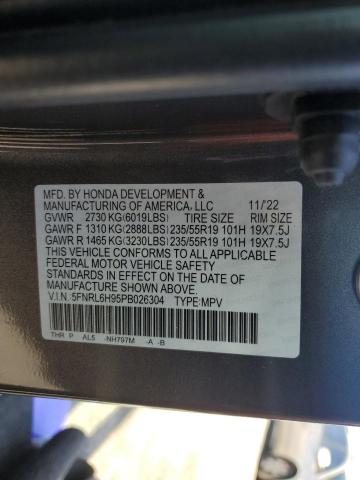 MFD. BY HONDA DEVELOPMENT &
MANUFACTURING OF AMERICA, LLC 11/'22
GVWR 2730 KG(6019LBS) TIRE SIZE RIM SIZE
GAWR F 1310 KG(2888LBS) 235/55R19 101H 19X7.5J
GAWR R 1465 KG(3230LBS) 235/55R19 101H 19X7.5J
THIS VEHICLE CONFORMS TO ALL APPLICABLE
FEDERAL MOTOR VEHICLE SAFETY AND
THEFT PREVENTION STANDARDS IN EFFECT
ON THE DATE OF
MANUFACTURE SHOWN ABOVE.
V.I.N.: 5FNRL6H95PB026304 TYPE:MPV
THR P AL5 -NH797M -A -B